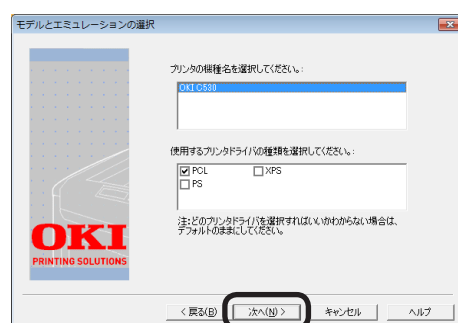 モデルとエミュレーションの選択
プリンタの機種名を選択してください。:
OKI C530
使用するプリンタドライバの種類を選択してください。:
PCL XPS
PS
注:どのプリンタドライバを選択すればいいかわからない場合は、
デフォルトのままにしてください。
OKI
PRINTING SOLUTIONS
< 戻る(B) 次へ(N) > キャンセル ヘルプ